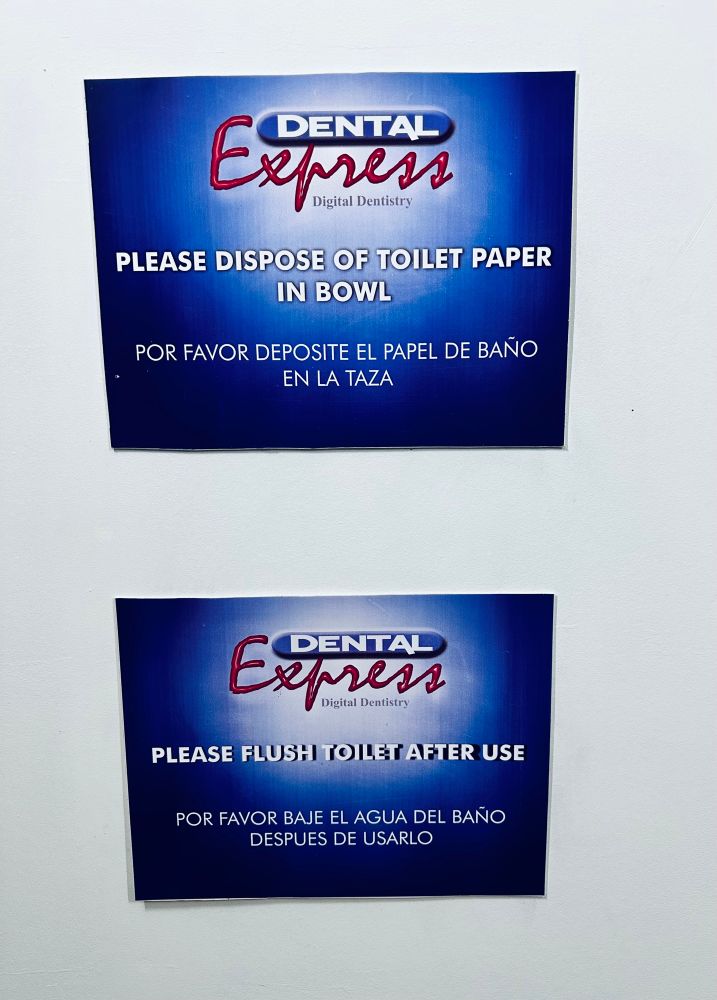 DENTAL
Express
Digital Dentistry
PLEASE DISPOSE OF TOILET PAPER
IN BOWL
POR FAVOR DEPOSITE EL PAPEL DE BAÑO
EN LA TAZA
DENTAL
Express
Digital Dentistry
PLEASE FLUSH TOILET AFTER USE
POR FAVOR BAJE EL AGUA DEL BAÑO
DESPUES DE USARLO